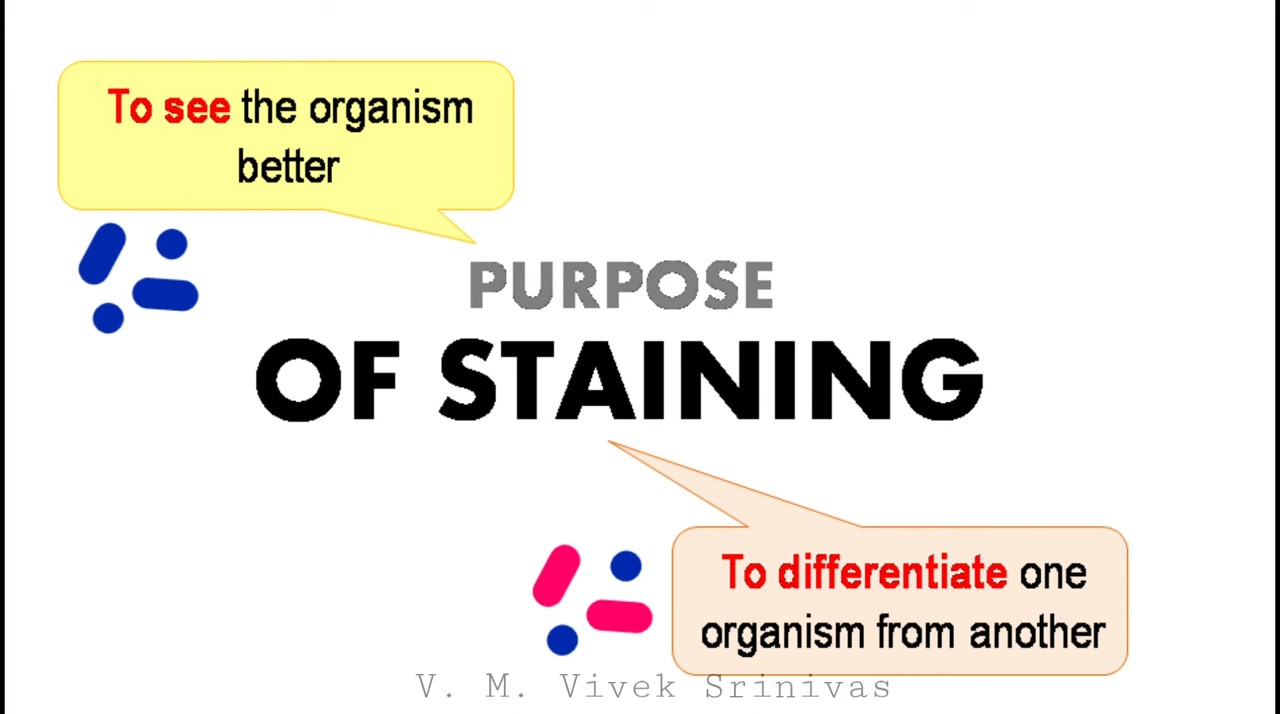 To see the organism
better
PURPOSE
OF STAINING
To differentiate one
organism from another
V. M. Vivek Srinivas